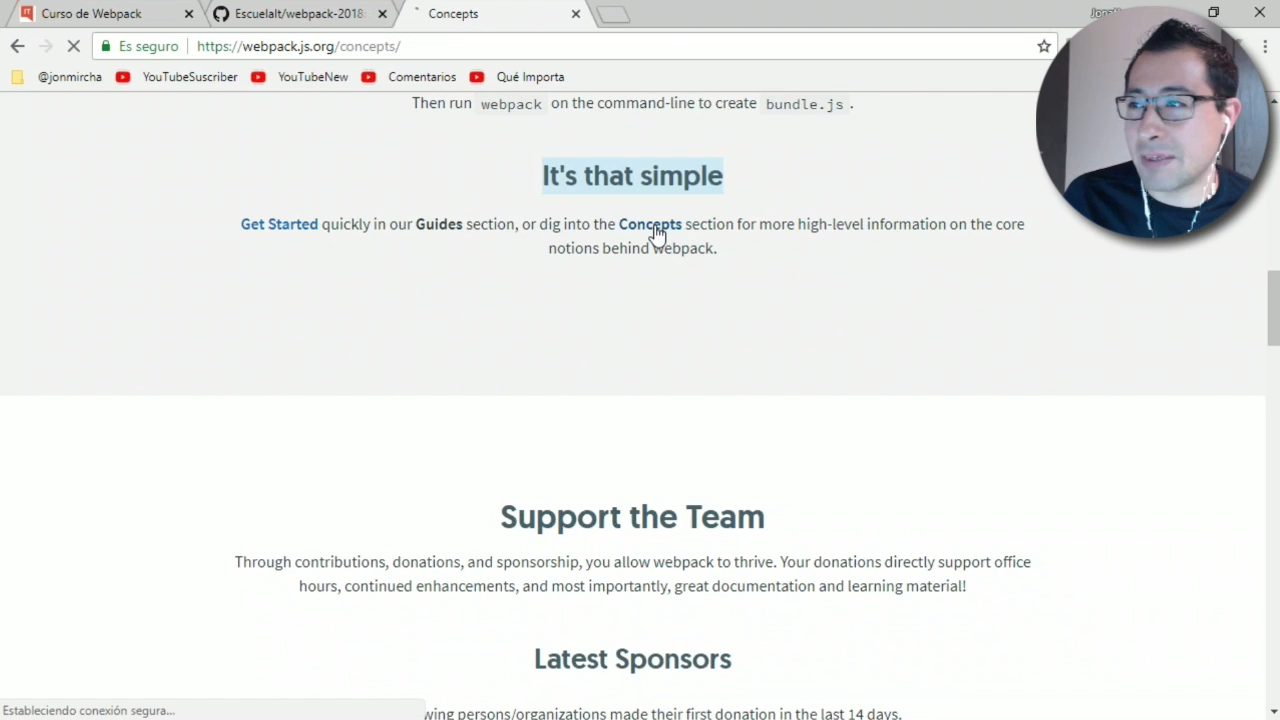 Curso de Webpack
EscuelaIt/webpack-2018
Concepts
Es seguro
https://webpack.js.org/concepts/
@jonmircha
YouTubeSuscriber
YouTubeNew
Comentarios
Qué Importa
Then run webpack on the command-line to create bundle.js .
It's that simple
Get Started quickly in our Guides section, or dig into the Concepts section for more high-level information on the core
notions behind webpack.
Support the Team
Through contributions, donations, and sponsorship, you allow webpack to thrive. Your donations directly support office
hours, continued enhancements, and most importantly, great documentation and learning material!
Latest Sponsors
Estableciendo conexión segura...
persons/organizations made their first donation in the last 14 days.